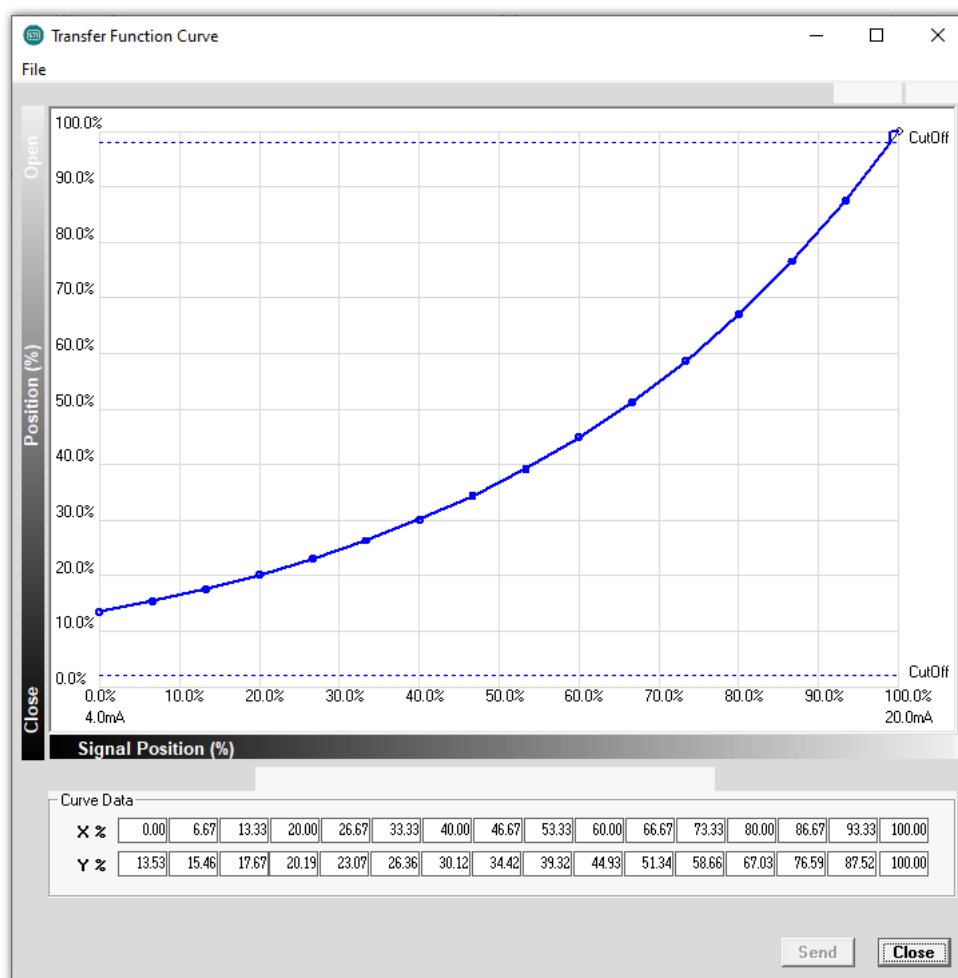 STI Transfer Function Curve
File
Open
Position (%)
Close
100.0%
90.0%
80.0%
70.0%
60.0%
50.0%
40.0%
30.0%
20.0%
10.0%
0.0%
CutOff
CutOff
0.0% 10.0% 20.0% 30.0% 40.0% 50.0% 60.0% 70.0% 80.0% 90.0% 100.0%
4.0mA 20.0mA
Signal Position (%)
Curve Data
X % 0.00 6.67 13.33 20.00 26.67 33.33 40.00 46.67 53.33 60.00 66.67 73.33 80.00 86.67 93.33 100.00
Y % 13.53 15.46 17.67 20.19 23.07 26.36 30.12 34.42 39.32 44.93 51.34 58.66 67.03 76.59 87.52 100.00
Send Close